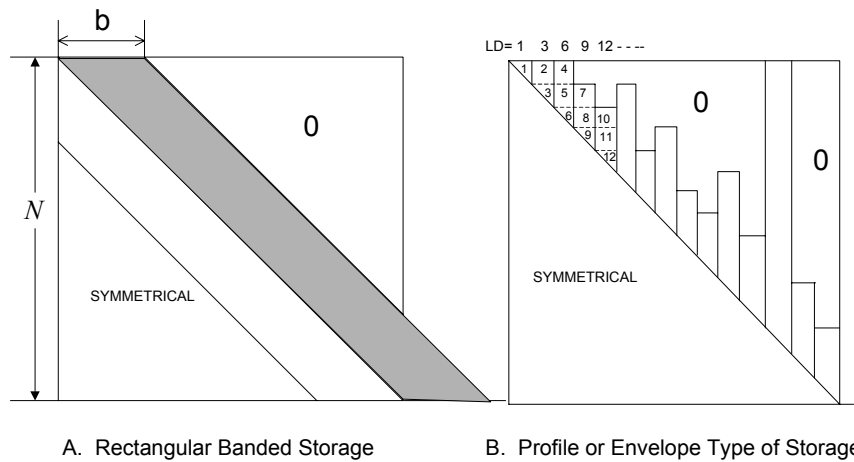 b
0
N
SYMMETRICAL
A. Rectangular Banded Storage
LD= 1 3 6 9 12 - - - -
1 2 4
3 5 7
6 8 10
9 11
12
0
0
SYMMETRICAL
B. Profile or Envelope Type of Storage